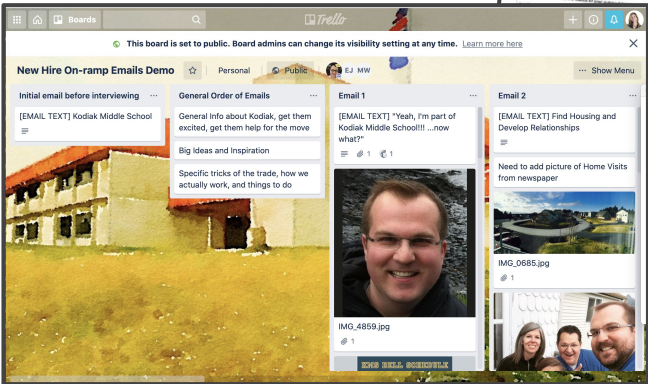 Boards
Trello
This board is set to public. Board admins can change its visibility setting at any time. Learn more here
New Hire On-ramp Emails Demo
Personal
Public
EJ MW
... Show Menu
Initial email before interviewing
[EMAIL TEXT] Kodiak Middle School
General Order of Emails
General Info about Kodiak, get them
excited, get them help for the move
Big Ideas and Inspiration
Specific tricks of the trade, how we
actually work, and things to do
Email 1
[EMAIL TEXT] "Yeah, I'm part of
Kodiak Middle School!!! ...now
what?"
1 1
IMG_4859.jpg
1
KMS BELL SCHEDULE
Email 2
[EMAIL TEXT] Find Housing and
Develop Relationships
Need to add picture of Home Visits
from newspaper
IMG_0685.jpg
1